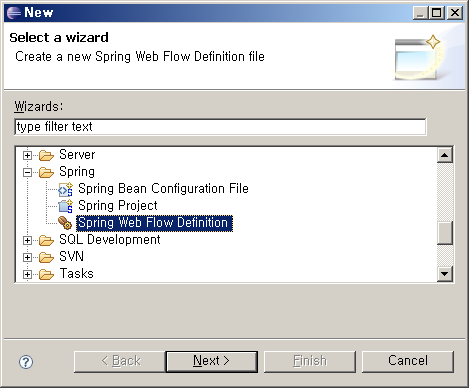 New
Select a wizard
Create a new Spring Web Flow Definition file
Wizards:
type filter text
Server
Spring
Spring Bean Configuration File
Spring Project
Spring Web Flow Definition
SQL Development
SVN
Tasks
?
< Back
Next >
Finish
Cancel